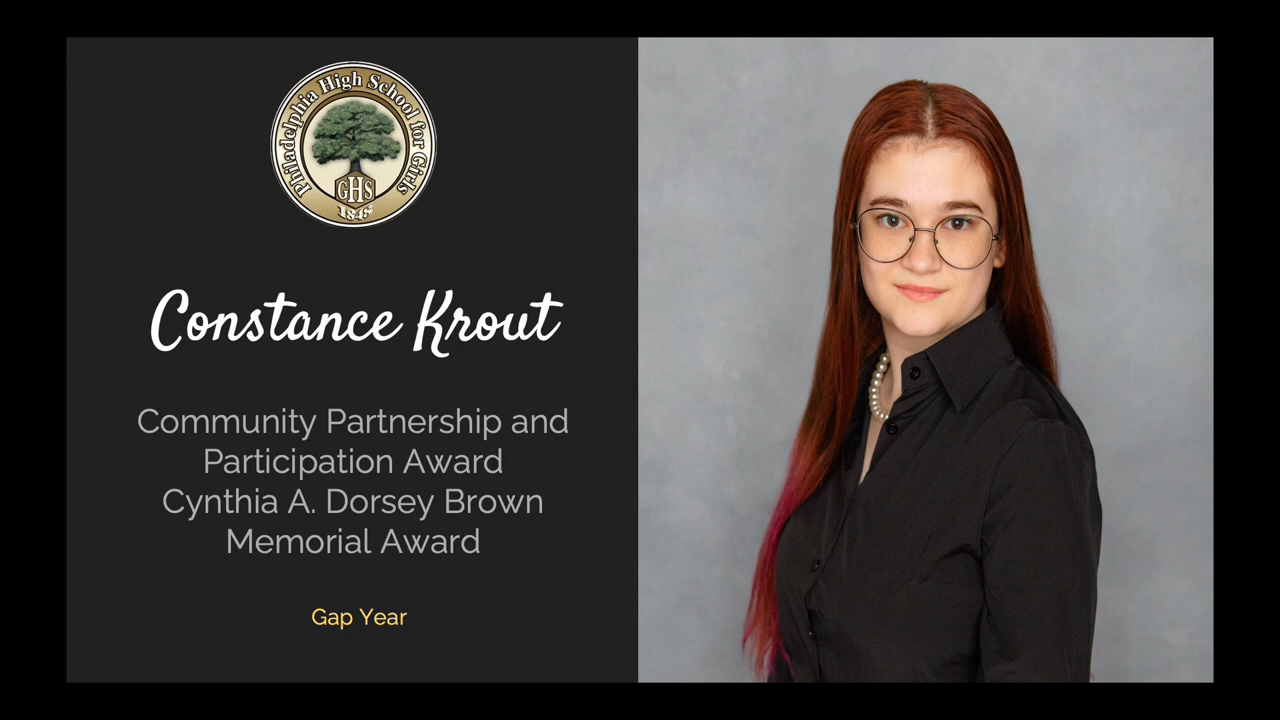 Philadelphia High School for Girls
GHS
1848
Constance Krout
Community Partnership and
Participation Award
Cynthia A. Dorsey Brown
Memorial Award
Gap Year